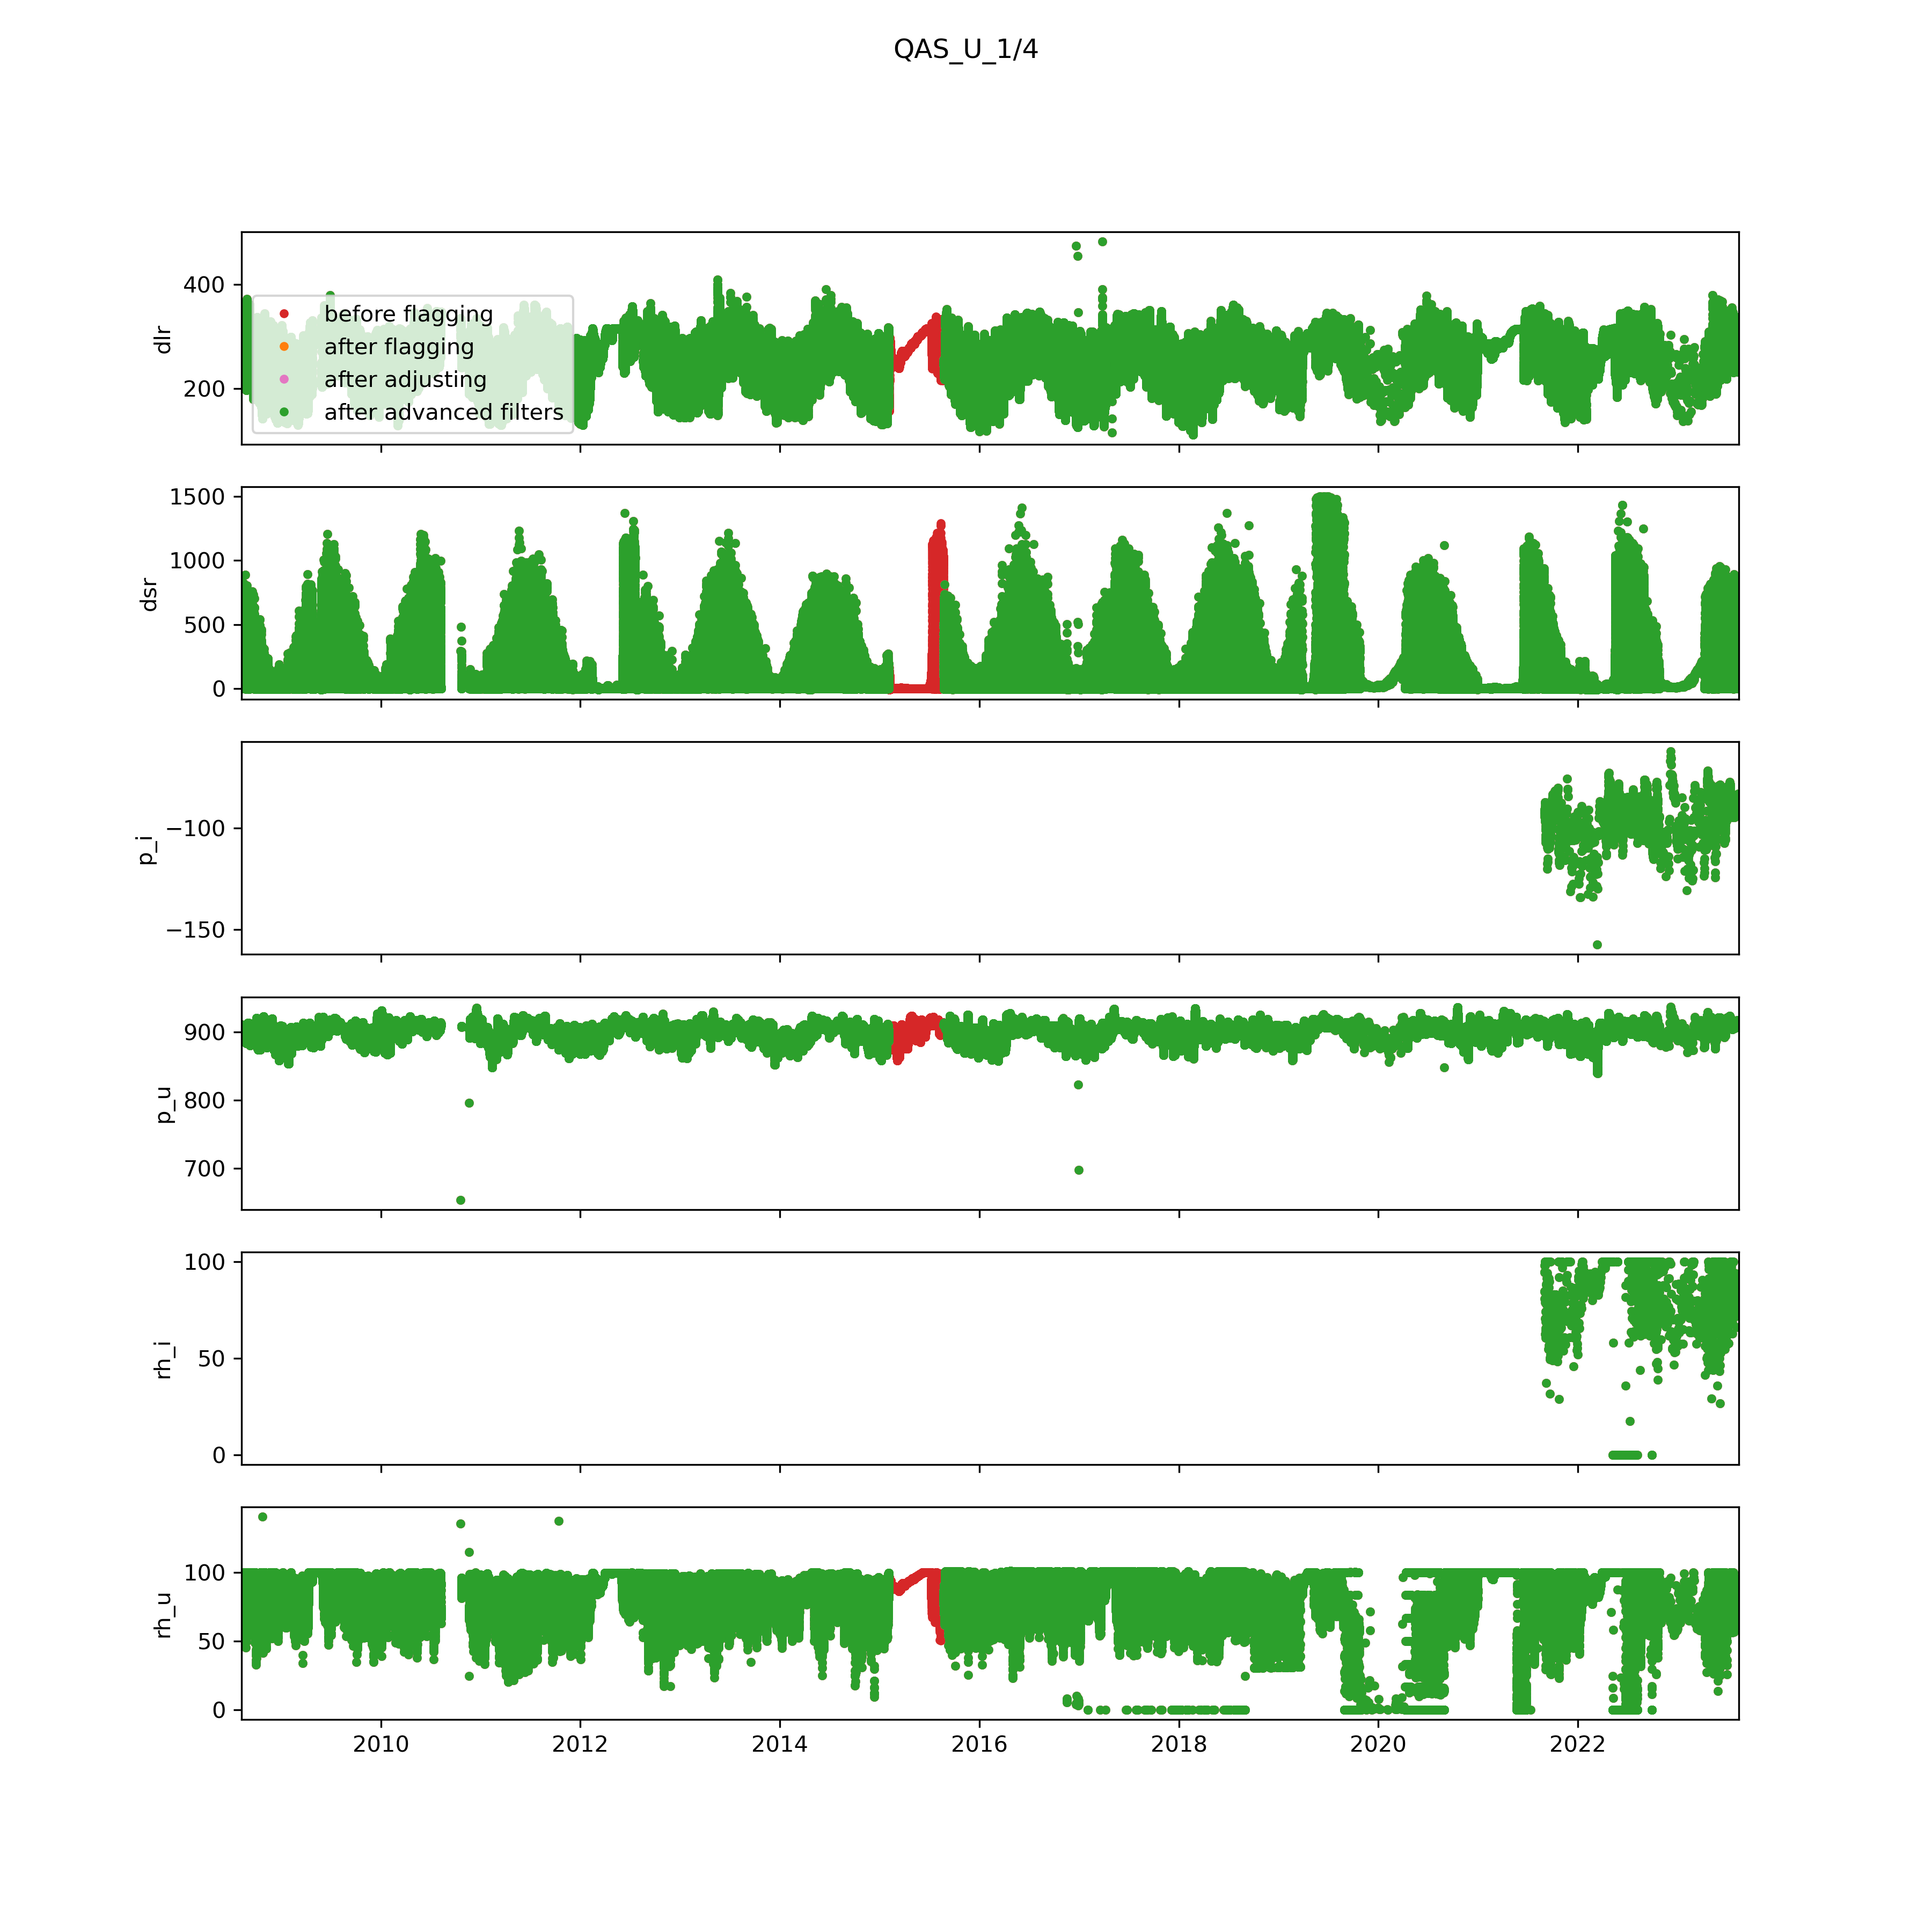 QAS_U_1/4
dlr
400
200
before flagging
after flagging
after adjusting
after advanced filters
dsr
1500
1000
500
0
p_i
−100
−150
p_u
900
800
700
rh_i
100
50
0
rh_u
100
50
0
2010 2012 2014 2016 2018 2020 2022